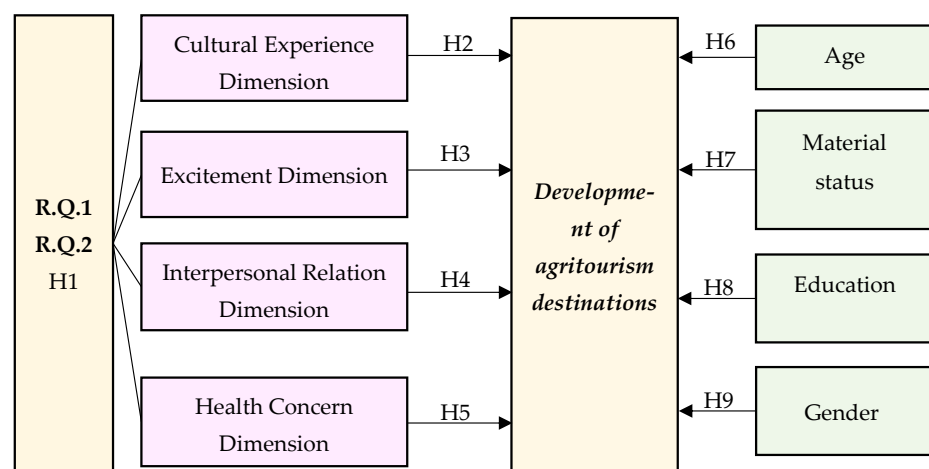 R.Q.1
R.Q.2
H1
Cultural Experience
Dimension
H2
Excitement Dimension
H3
Interpersonal Relation
Dimension
H4
Health Concern
Dimension
H5
Developme-
nt of
agritourism
destinations
H6
Age
H7
Material
status
H8
Education
H9
Gender